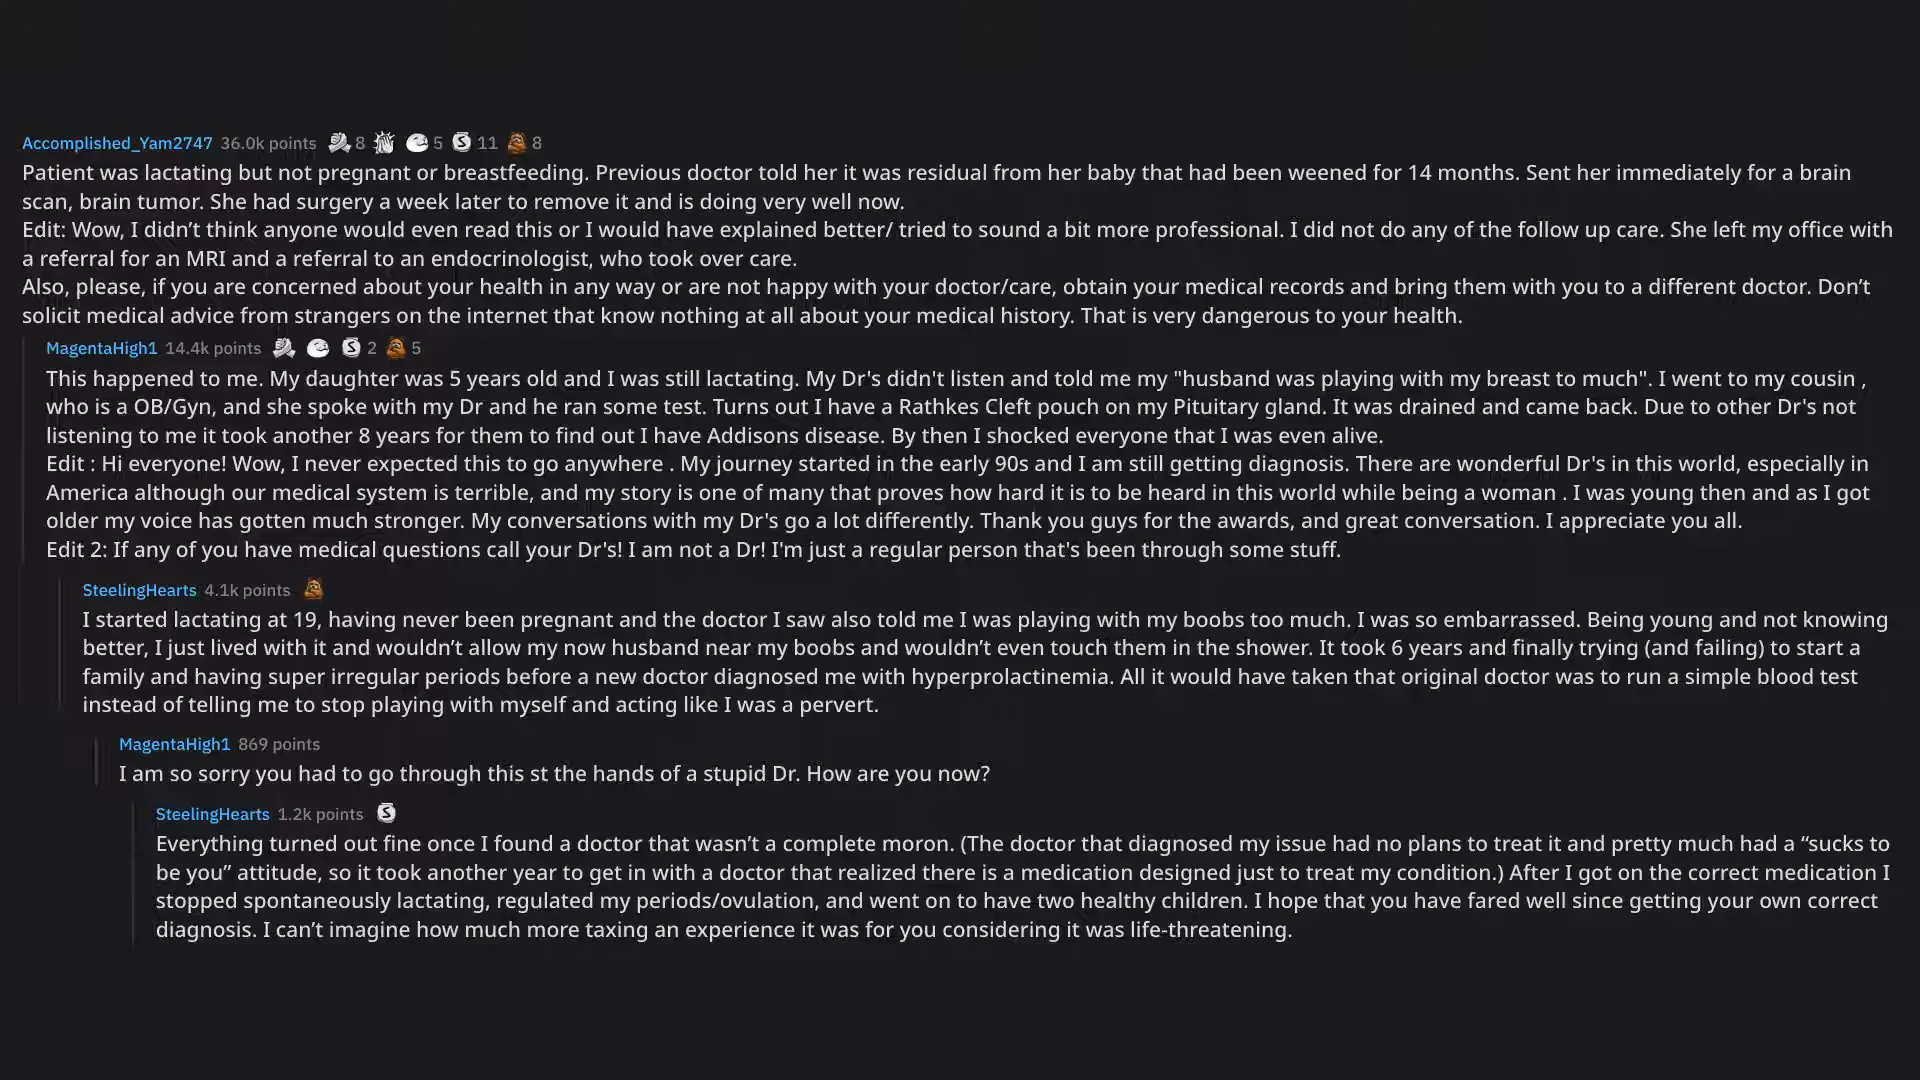 Accomplished_Yam2747 36.0k points 8 5 11 8
Patient was lactating but not pregnant or breastfeeding. Previous doctor told her it was residual from her baby that had been weened for 14 months. Sent her immediately for a brain
scan, brain tumor. She had surgery a week later to remove it and is doing very well now.
Edit: Wow, I didn’t think anyone would even read this or I would have explained better/ tried to sound a bit more professional. I did not do any of the follow up care. She left my office with
a referral for an MRI and a referral to an endocrinologist, who took over care.
Also, please, if you are concerned about your health in any way or are not happy with your doctor/care, obtain your medical records and bring them with you to a different doctor. Don’t
solicit medical advice from strangers on the internet that know nothing at all about your medical history. That is very dangerous to your health.
MagentaHigh1 14.4k points S 2 5
This happened to me. My daughter was 5 years old and I was still lactating. My Dr's didn't listen and told me my "husband was playing with my breast to much". I went to my cousin ,
who is a OB/Gyn, and she spoke with my Dr and he ran some test. Turns out I have a Rathkes Cleft pouch on my Pituitary gland. It was drained and came back. Due to other Dr's not
listening to me it took another 8 years for them to find out I have Addisons disease. By then I shocked everyone that I was even alive.
Edit : Hi everyone! Wow, I never expected this to go anywhere . My journey started in the early 90s and I am still getting diagnosis. There are wonderful Dr's in this world, especially in
America although our medical system is terrible, and my story is one of many that proves how hard it is to be heard in this world while being a woman . I was young then and as I got
older my voice has gotten much stronger. My conversations with my Dr's go a lot differently. Thank you guys for the awards, and great conversation. I appreciate you all.
Edit 2: If any of you have medical questions call your Dr's! I am not a Dr! I'm just a regular person that's been through some stuff.
SteelingHearts 4.1k points
I started lactating at 19, having never been pregnant and the doctor I saw also told me I was playing with my boobs too much. I was so embarrassed. Being young and not knowing
better, I just lived with it and wouldn’t allow my now husband near my boobs and wouldn’t even touch them in the shower. It took 6 years and finally trying (and failing) to start a
family and having super irregular periods before a new doctor diagnosed me with hyperprolactinemia. All it would have taken that original doctor was to run a simple blood test
instead of telling me to stop playing with myself and acting like I was a pervert.
MagentaHigh1 869 points
I am so sorry you had to go through this st the hands of a stupid Dr. How are you now?
SteelingHearts 1.2k points S
Everything turned out fine once I found a doctor that wasn’t a complete moron. (The doctor that diagnosed my issue had no plans to treat it and pretty much had a “sucks to
be you” attitude, so it took another year to get in with a doctor that realized there is a medication designed just to treat my condition.) After I got on the correct medication I
stopped spontaneously lactating, regulated my periods/ovulation, and went on to have two healthy children. I hope that you have fared well since getting your own correct
diagnosis. I can’t imagine how much more taxing an experience it was for you considering it was life-threatening.